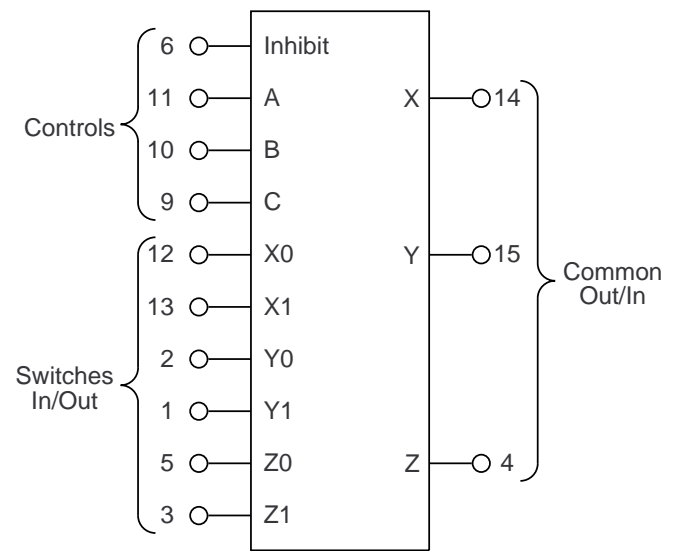 6 Inhibit
11 A X 14
Controls
10 B
9 C
12 X0 Y 15
Common
Out/In
13 X1
2 Y0
Switches
In/Out
1 Y1
5 Z0 Z 4
3 Z1